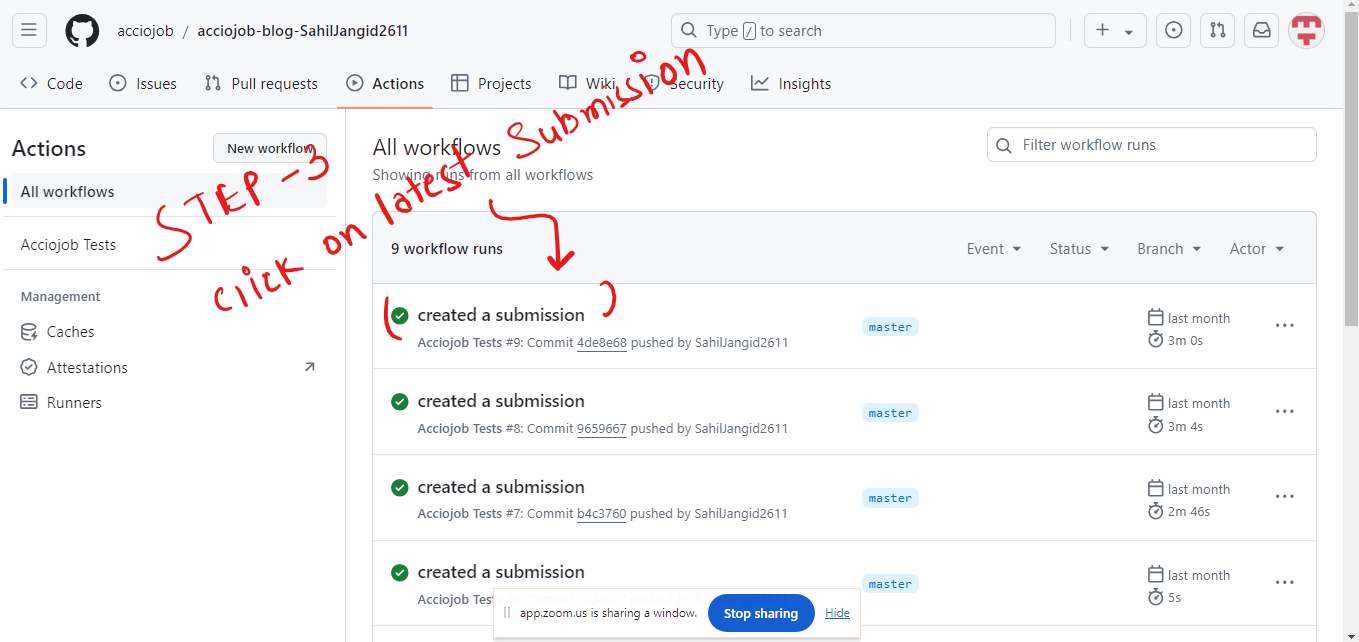 acciojob / acciojob-blog-SahilJangid2611
Type / to search
Code Issues Pull requests Actions Projects Wiki Security Insights
Actions
New workflow
All workflows
Acciojob Tests
Management
Caches
Attestations
Runners
STEP-3
click on latest Submission
All workflows
Showing runs from all workflows
Filter workflow runs
9 workflow runs
Event Status Branch Actor
created a submission
Acciojob Tests #9: Commit 4de8e68 pushed by SahilJangid2611
master
last month
3m 0s
created a submission
Acciojob Tests #8: Commit 9659667 pushed by SahilJangid2611
master
last month
3m 4s
created a submission
Acciojob Tests #7: Commit b4c3760 pushed by SahilJangid2611
master
last month
2m 46s
created a submission
Acciojob Tests
master
last month
5s
app.zoom.us is sharing a window.
Stop sharing
Hide